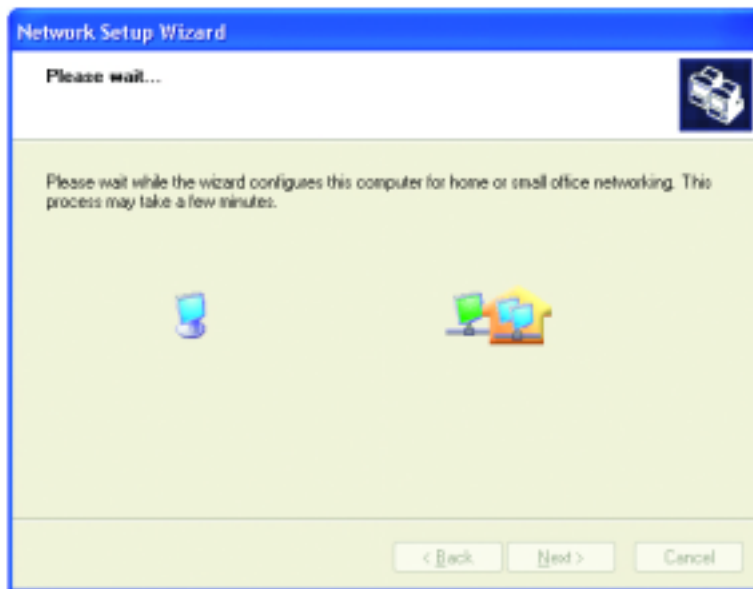 Network Setup Wizard
Please wait...
Please wait while the wizard configures this computer for home or small office networking. This
process may take a few minutes.
< Back
Next >
Cancel